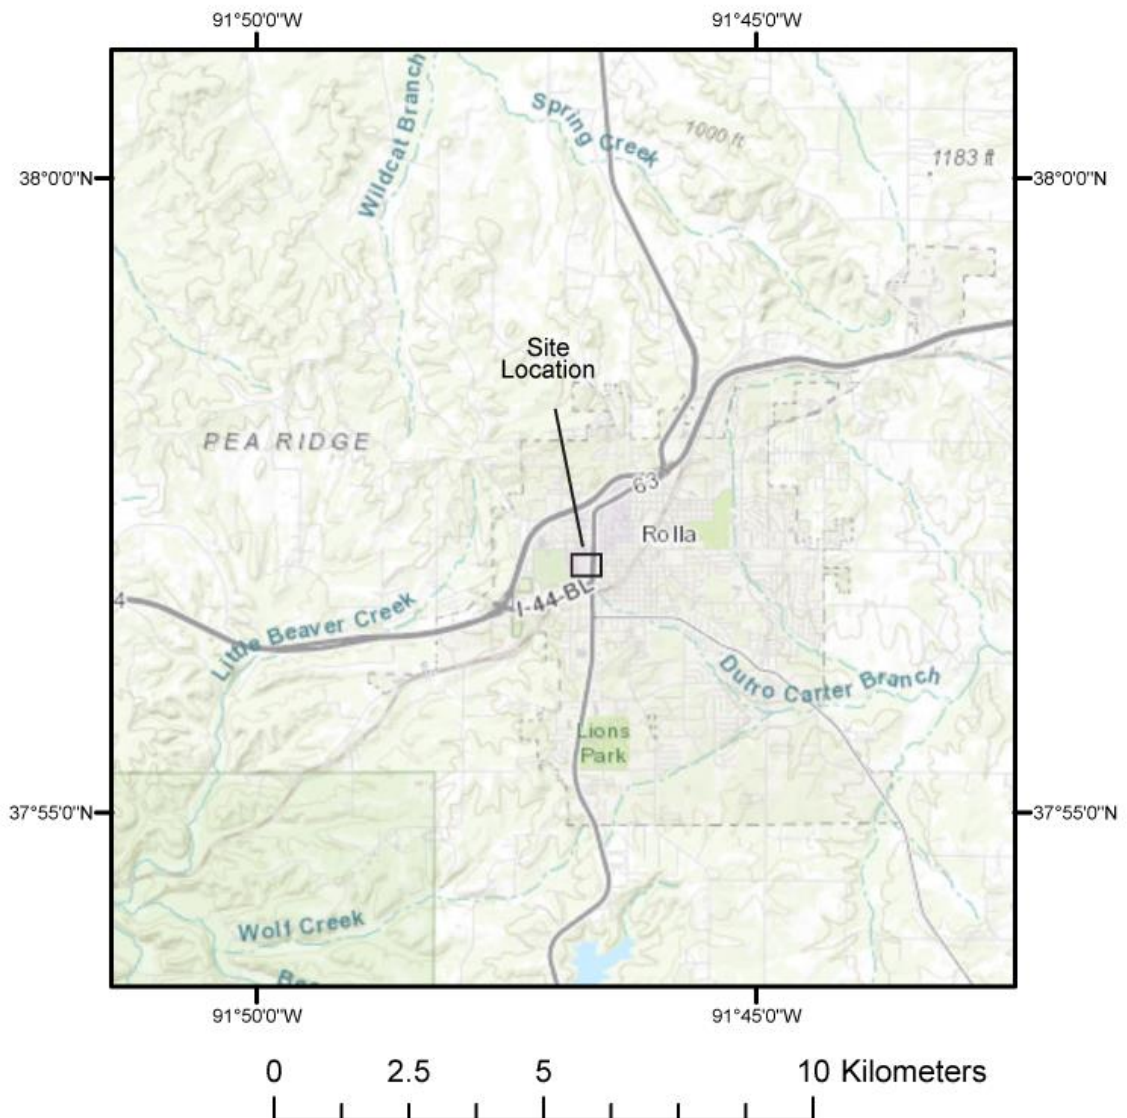 91°50'0"W
91°45'0"W
Wildcat Branch
Spring Creek
1000 ft
1183 ft
38°0'0"N
38°0'0"N
Site
Location
PEA RIDGE
63
Rolla
4
I-44-BL
Little Beaver Creek
Dutro Carter Branch
Lions
Park
37°55'0"N
37°55'0"N
Wolf Creek
91°50'0"W
91°45'0"W
0 2.5 5 10 Kilometers